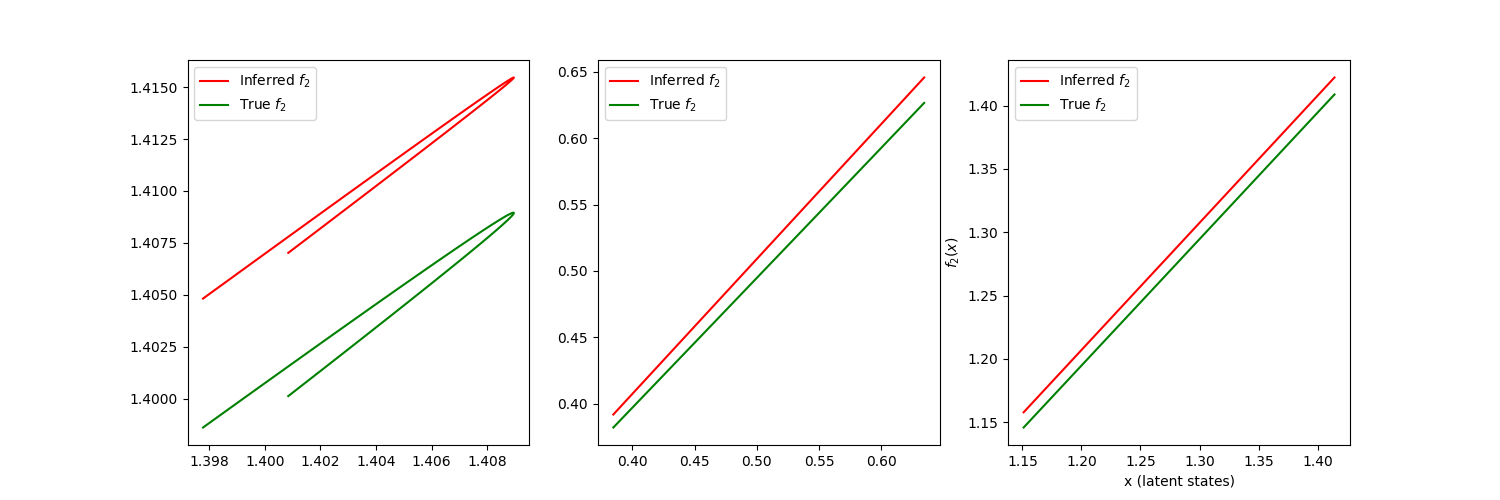 Inferred f₂
True f₂
1.4150
1.4125
1.4100
1.4075
1.4050
1.4025
1.4000
1.398 1.400 1.402 1.404 1.406 1.408
Inferred f₂
True f₂
0.65
0.60
0.55
0.50
0.45
0.40
0.40 0.45 0.50 0.55 0.60
Inferred f₂
True f₂
f₂(x)
1.40
1.35
1.30
1.25
1.20
1.15
1.15 1.20 1.25 1.30 1.35 1.40
x (latent states)